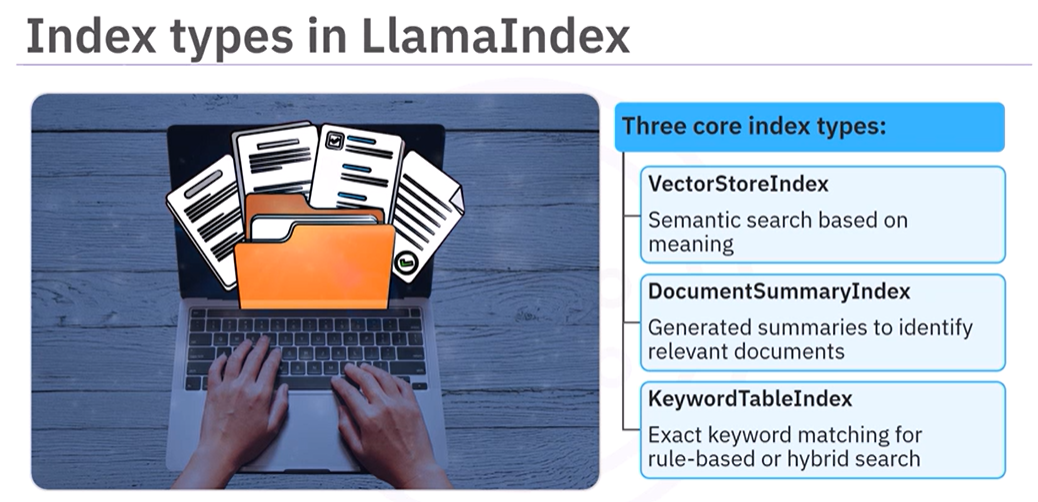 Index types in LlamaIndex
Three core index types:
VectorStoreIndex
Semantic search based on
meaning
DocumentSummaryIndex
Generated summaries to identify
relevant documents
KeywordTableIndex
Exact keyword matching for
rule-based or hybrid search